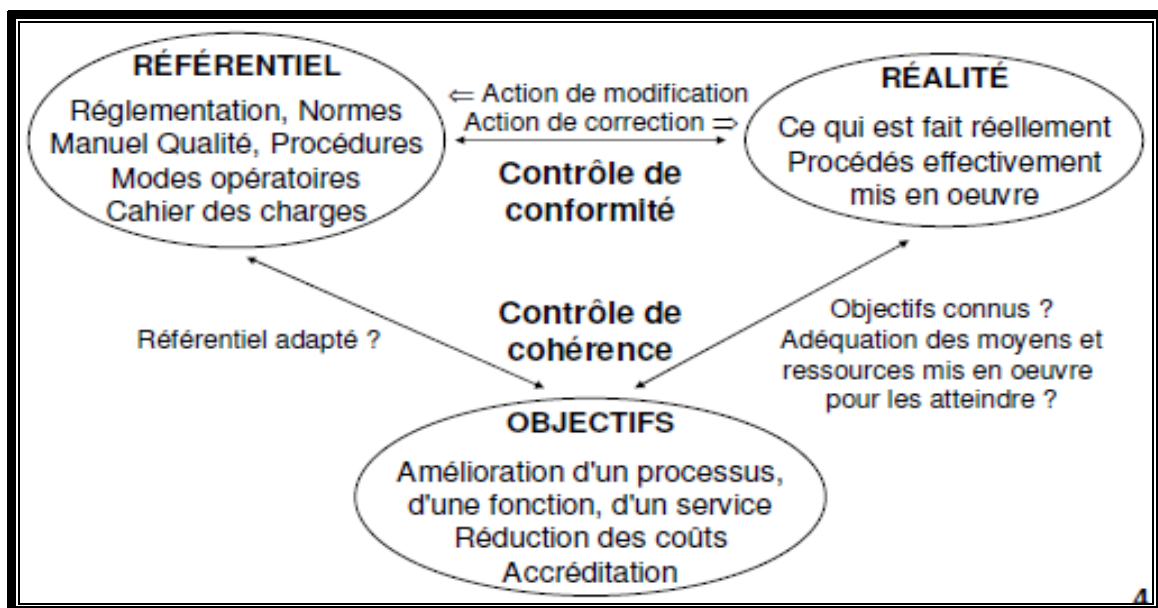 RÉFÉRENTIEL
Réglementation, Normes
Manuel Qualité, Procédures
Modes opératoires
Cahier des charges
⇐ Action de modification
Action de correction ⇒
Contrôle de
conformité
RÉALITÉ
Ce qui est fait réellement
Procédés effectivement
mis en oeuvre
Référentiel adapté ?
Contrôle de
cohérence
Objectifs connus ?
Adéquation des moyens et
ressources mis en oeuvre
pour les atteindre ?
OBJECTIFS
Amélioration d'un processus,
d'une fonction, d'un service
Réduction des coûts
Accréditation
4